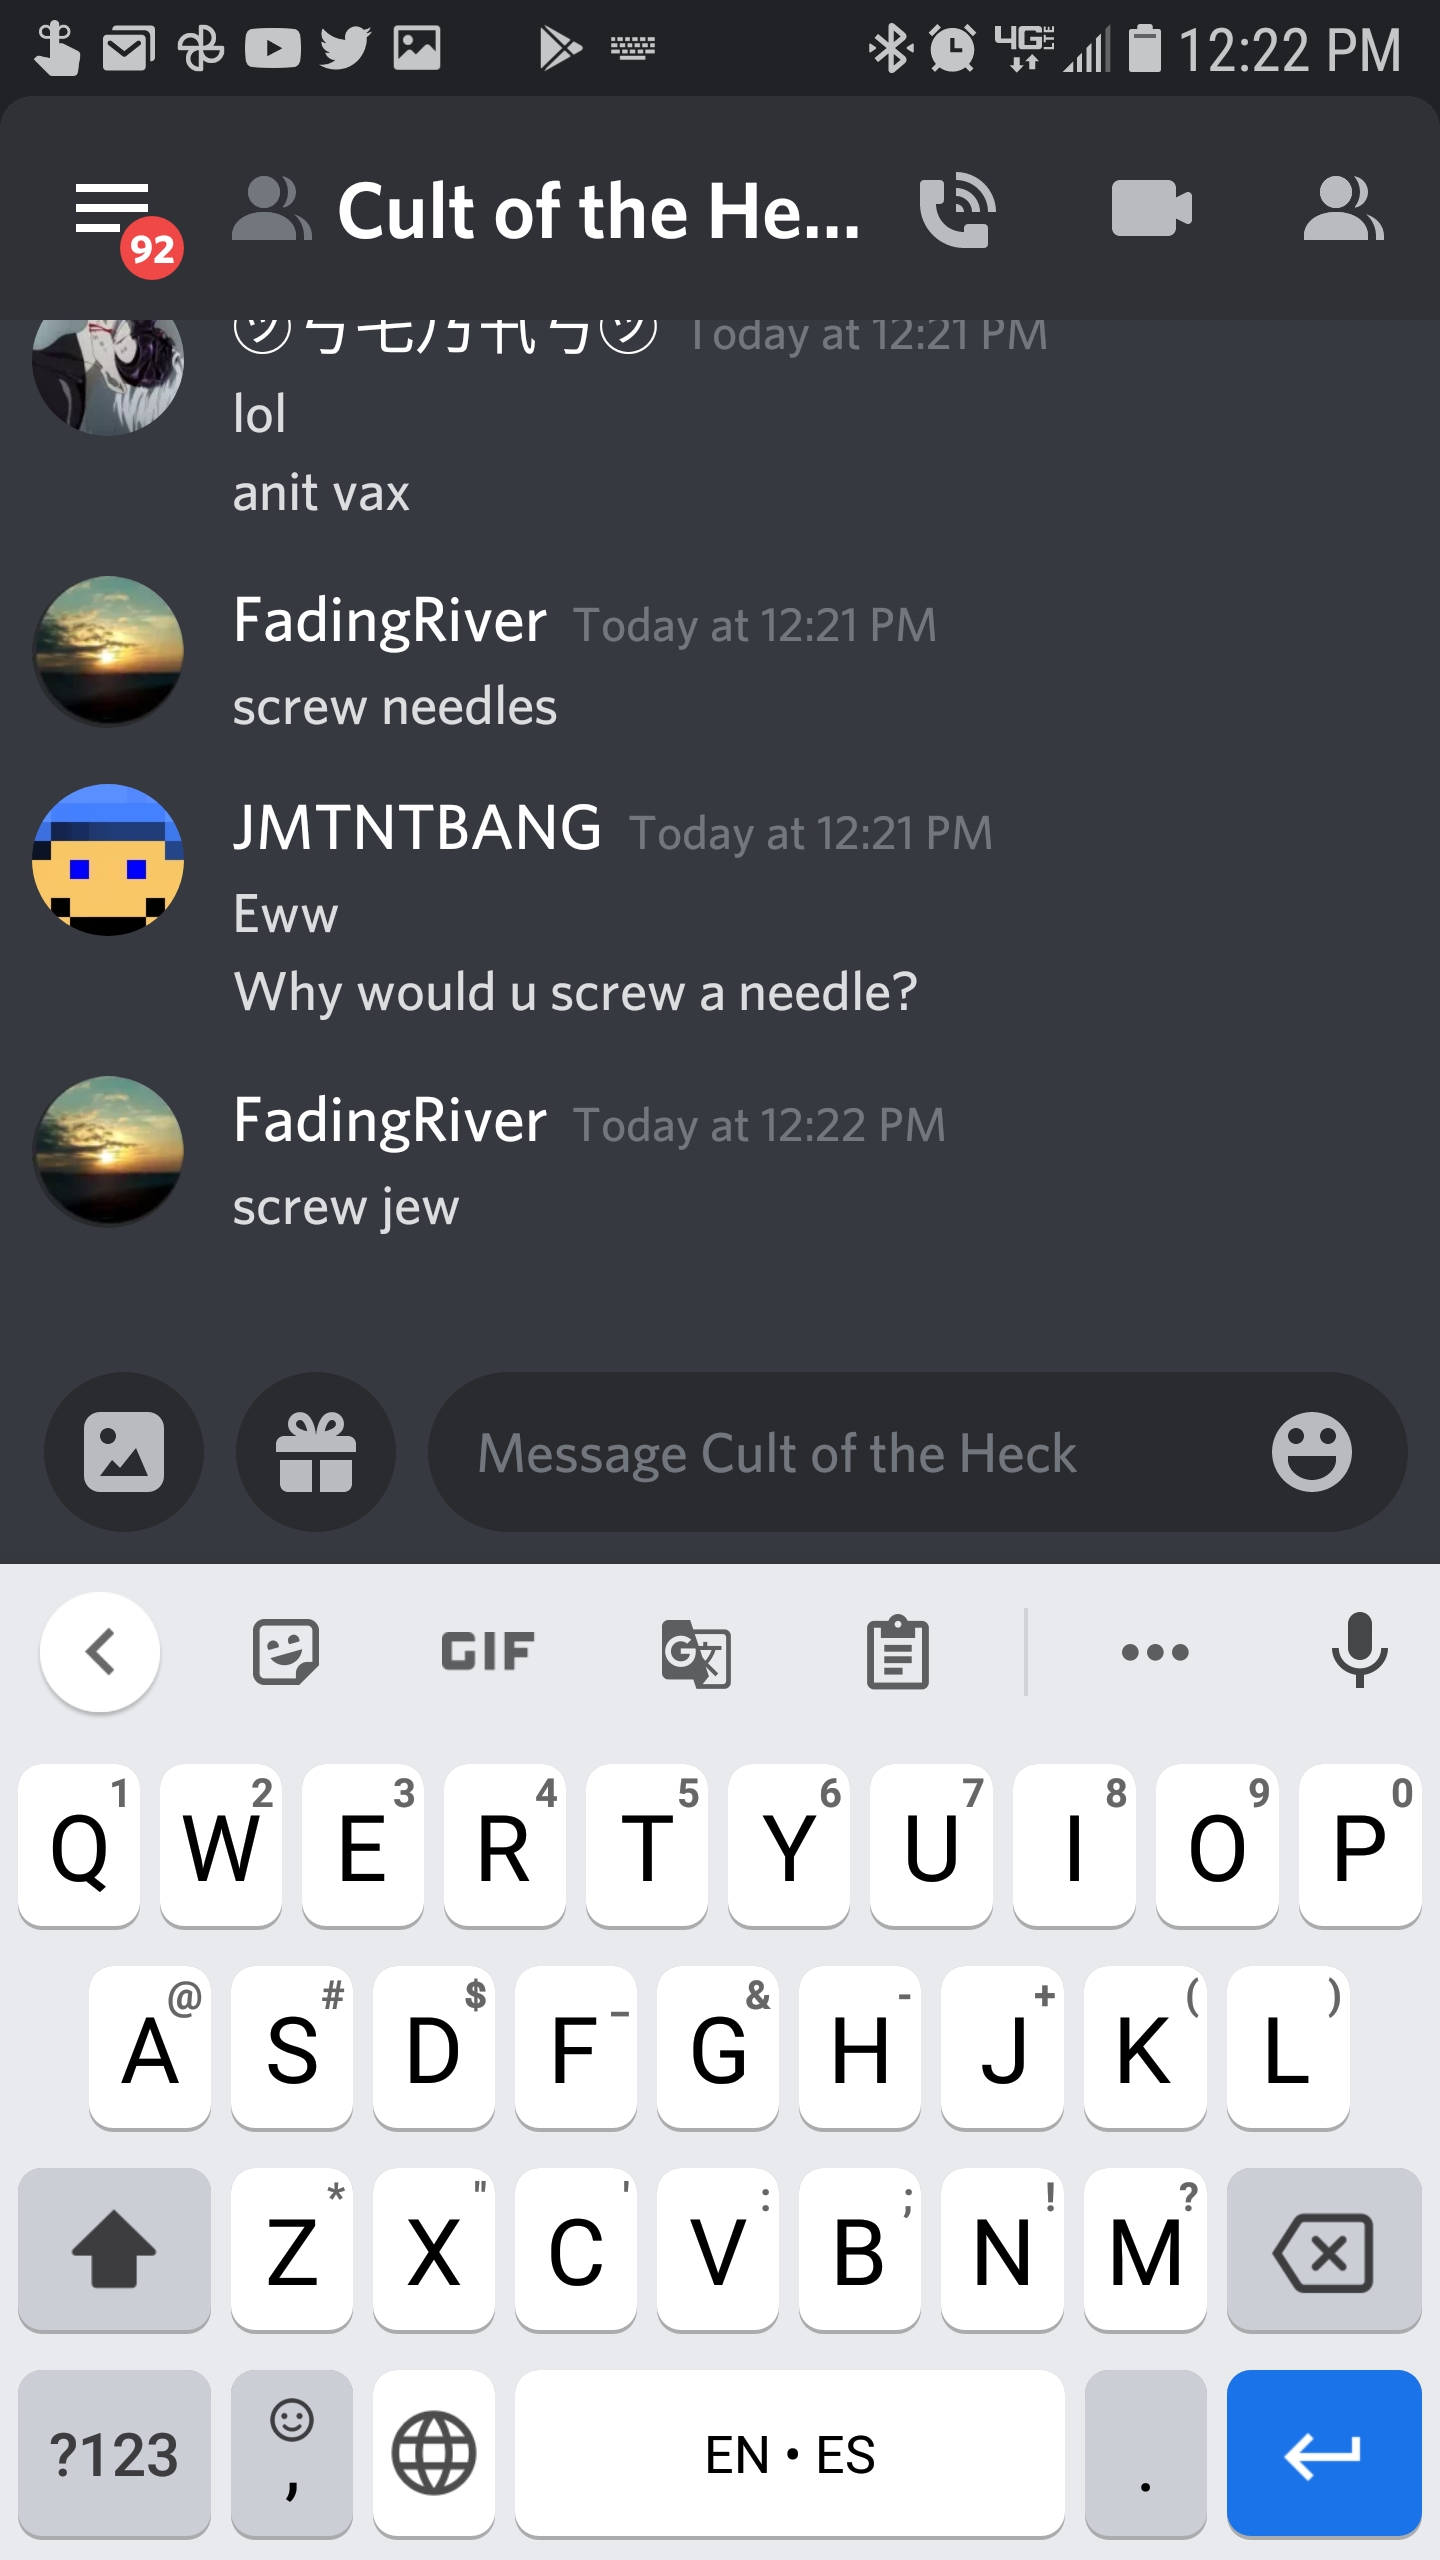 12:22 PM
92
Cult of the He...
Today at 12:21 PM
lol
anit vax
FadingRiver Today at 12:21 PM
screw needles
JMTNTBANG Today at 12:21 PM
Eww
Why would u screw a needle?
FadingRiver Today at 12:22 PM
screw jew
Message Cult of the Heck
GIF
1 2 3 4 5 6 7 8 9 0
Q W E R T Y U I O P
@ # $ _ & - + ( )
A S D F G H J K L
* " ' : ; ! ?
Z X C V B N M
?123 , EN • ES .